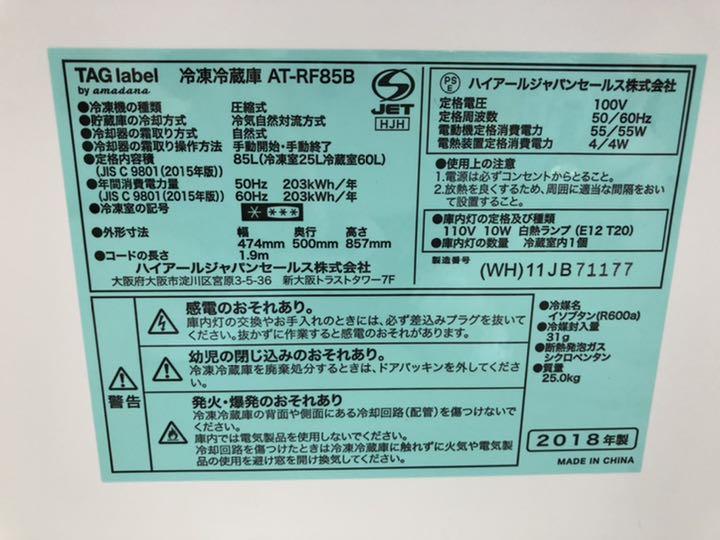 TAG label
by amadana
冷凍冷蔵庫 AT-RF85B
●冷凍機の種類 圧縮式
●貯蔵庫の冷却方式 冷気自然対流方式
●冷却器の霜取り方式 自然式
●冷却器の霜取り操作方法 手動開始・手動終了
●定格内容積 85L(冷凍室25L冷蔵室60L)
(JIS C 9801(2015年版))
●年間消費電力量 50Hz 203kWh/年
(JIS C 9801(2015年版)) 60Hz 203kWh/年
●冷凍室の記号
●外形寸法 幅 奥行 高さ
474mm 500mm 857mm
●コードの長さ 1.9m
ハイアールジャパンセールス株式会社
大阪府大阪市淀川区宮原3-5-36 新大阪トラストタワー7F
S
JET
HJH
PS
E
ハイアールジャパンセールス株式会社
定格電圧 100V
定格周波数 50/60Hz
電動機定格消費電力 55/55W
電熱装置定格消費電力 4/4W
●使用上の注意
1.電源は必ずコンセントからとること。
2.放熱を良くするため、周囲に適当な間隔をおい
て設置すること。
●庫内灯の定格及び種類
110V 10W 白熱ランプ(E12 T20)
●庫内灯の数量 冷蔵室内1個
製造番号 (WH)11JB71177
警告
感電のおそれあり。
庫内灯の交換やお手入れのときには、必ず差込みプラグを抜いて
ください。抜かずに作業すると感電のおそれがあります。
幼児の閉じ込めのおそれあり。
冷凍冷蔵庫を廃棄処分するときは、ドアパッキンを外してくださ
い。
発火・爆発のおそれあり
冷凍冷蔵庫の背面や側面にある冷却回路(配管)を傷つけないで
ください。
庫内では電気製品を使用しないでください。
冷却回路を傷つけたときは冷凍冷蔵庫に触れずに火気や電気製
品の使用を避け窓を開け換気してください。
●冷媒名
イソブタン(R600a)
●冷媒封入量
31g
●断熱発泡ガス
シクロペンタン
●質量
25.0kg
2018年製
MADE IN CHINA